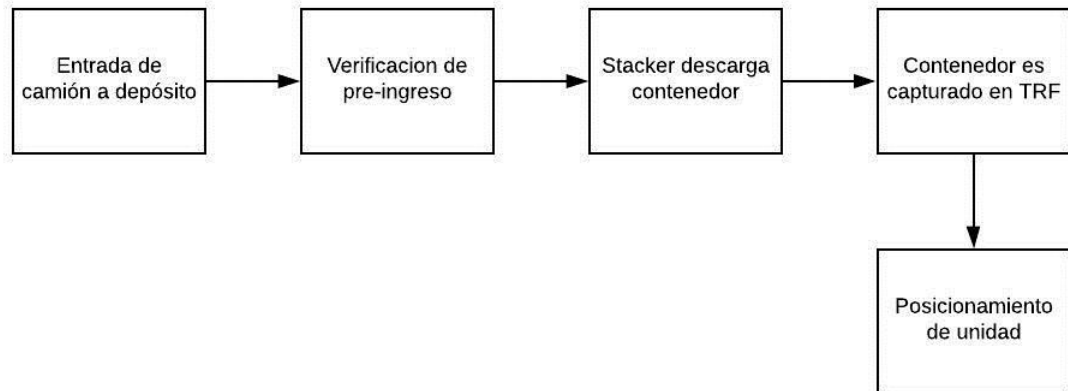 Entrada de
camión a depósito
Verificacion de
pre-ingreso
Stacker descarga
contenedor
Contenedor es
capturado en TRF
Posicionamiento
de unidad